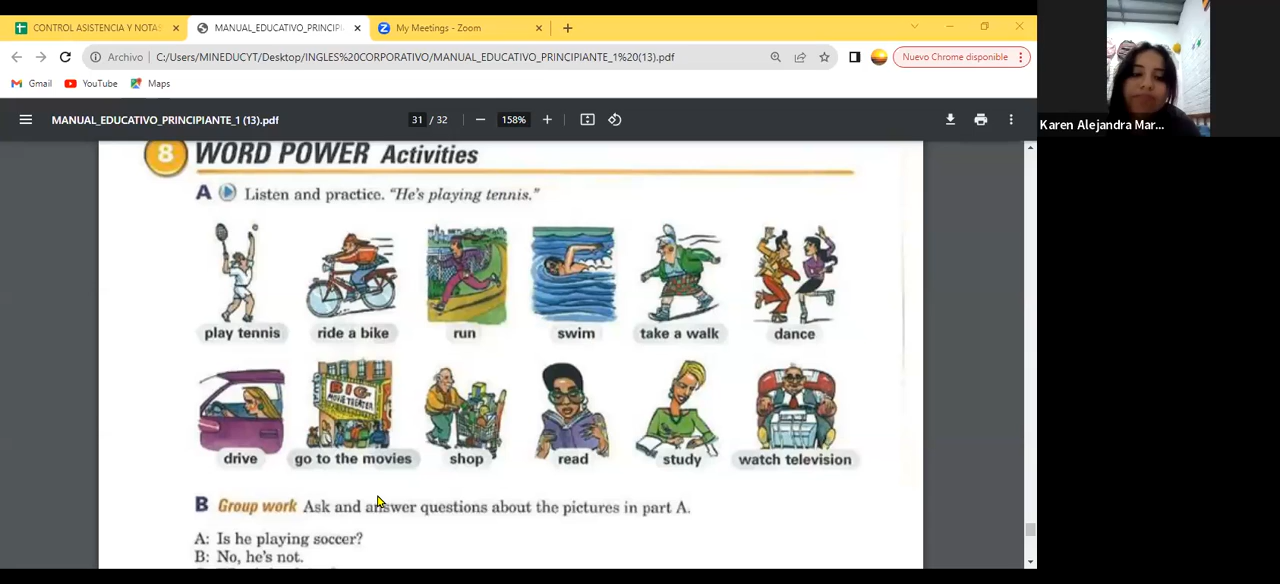 CONTROL ASISTENCIA Y NOTAS
MANUAL_EDUCATIVO_PRINCIPI
My Meetings - Zoom
Archivo
C:/Users/MINEDUCYT/Desktop/INGLES%20CORPORATIVO/MANUAL_EDUCATIVO_PRINCIPIANTE_1%20(13).pdf
Nuevo Chrome disponible
Gmail
YouTube
Maps
MANUAL_EDUCATIVO_PRINCIPIANTE_1 (13).pdf
31 / 32
158%
Karen Alejandra Mar...
8 WORD POWER Activities
A Listen and practice. "He's playing tennis."
play tennis
ride a bike
run
swim
take a walk
dance
BIG
MOVIE THEATER
drive
go to the movies
shop
read
study
watch television
B Group work Ask and answer questions about the pictures in part A.
A: Is he playing soccer?
B: No, he's not.